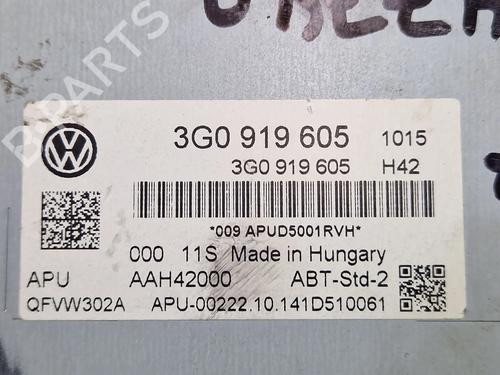 3G0 919 605 1015
3G0 919 605 H42
*009 APUD5001RVH*
000 11S Made in Hungary
APU AAH42000 ABT-Std-2
QFVW302A APU-00222.10.141D510061
B-PARTS